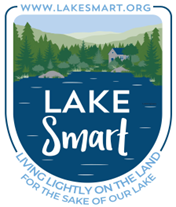 WWW.LAKESMART.ORG
LAKE
Smart
LIVING LIGHTLY ON THE LAND
FOR THE SAKE OF OUR LAKE